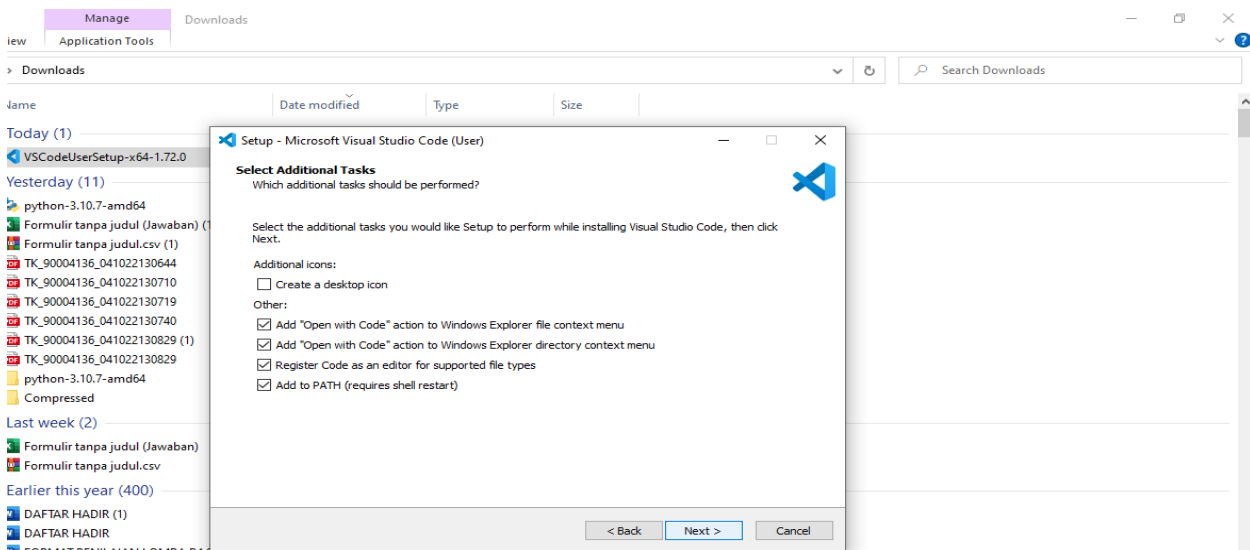 Manage
Downloads
iew
Application Tools
Downloads
Search Downloads
Name
Date modified
Type
Size
Today (1)
VSCodeUserSetup-x64-1.72.0
Yesterday (11)
python-3.10.7-amd64
Formulir tanpa judul (Jawaban) (1
Formulir tanpa judul.csv (1)
TK_90004136_041022130644
TK_90004136_041022130710
TK_90004136_041022130719
TK_90004136_041022130740
TK_90004136_041022130829 (1)
TK_90004136_041022130829
python-3.10.7-amd64
Compressed
Last week (2)
Formulir tanpa judul (Jawaban)
Formulir tanpa judul.csv
Earlier this year (400)
DAFTAR HADIR (1)
DAFTAR HADIR
Setup - Microsoft Visual Studio Code (User)
Select Additional Tasks
Which additional tasks should be performed?
Select the additional tasks you would like Setup to perform while installing Visual Studio Code, then click
Next.
Additional icons:
Create a desktop icon
Other:
Add "Open with Code" action to Windows Explorer file context menu
Add "Open with Code" action to Windows Explorer directory context menu
Register Code as an editor for supported file types
Add to PATH (requires shell restart)
< Back
Next >
Cancel